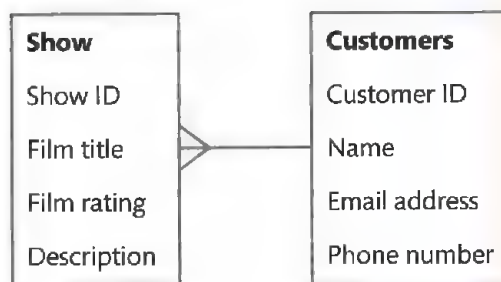 Show
Show ID
Film title
Film rating
Description
Customers
Customer ID
Name
Email address
Phone number